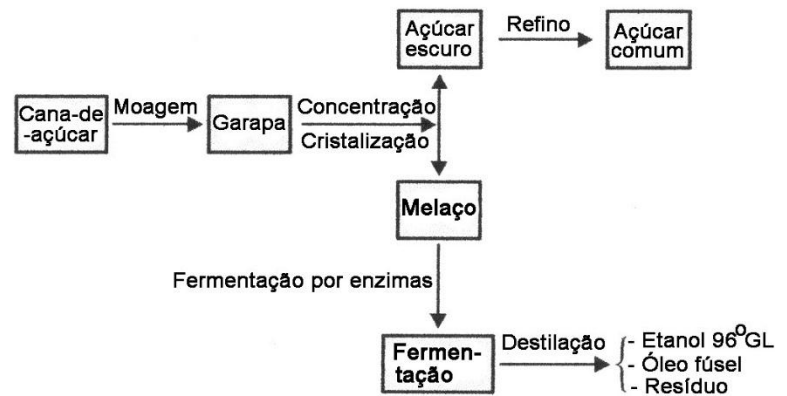 Açúcar
escuro
Refino
Açúcar
comum
Cana-de-
-açúcar
Moagem
Garapa
Concentração
Cristalização
Melaço
Fermentação por enzimas
Fermen-
tação
Destilação
- Etanol 96°GL
- Óleo fúsel
- Resíduo